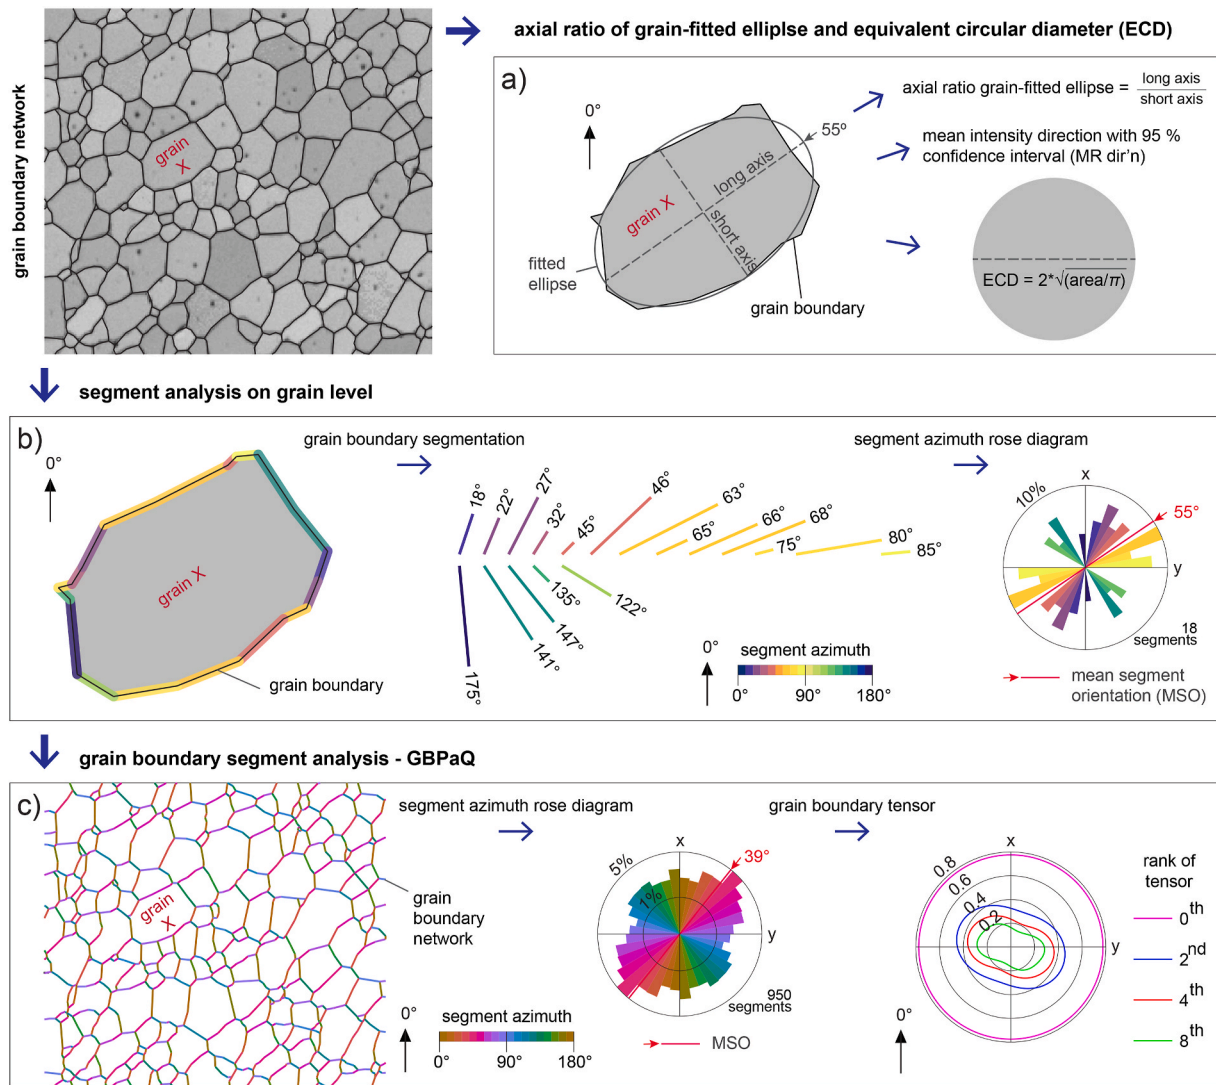 grain boundary network
grain
X
axial ratio of grain-fitted elliplse and equivalent circular diameter (ECD)
a)
0°
55º
long axis
short axis
grain X
fitted
ellipse
grain boundary
axial ratio grain-fitted ellipse = long axis
short axis
mean intensity direction with 95 %
confidence interval (MR dir'n)
ECD = 2*√(area/π)
segment analysis on grain level
b)
0°
grain X
grain boundary
grain boundary segmentation
18°
22°
27°
32°
45°
46°
63°
65°
66°
68°
75°
80°
85°
175°
141°
147°
135°
122°
0°
segment azimuth
0°
90°
180°
segment azimuth rose diagram
x
10%
55°
y
18
segments
mean segment
orientation (MSO)
grain boundary segment analysis - GBPaQ
c)
grain
X
grain
boundary
network
0°
segment azimuth rose diagram
x
5%
1%
39°
y
950
segments
segment azimuth
0°
90°
180°
MSO
grain boundary tensor
x
0.8
0.6
0.4
0.2
y
0°
rank of
tensor
0th
2nd
4th
8th